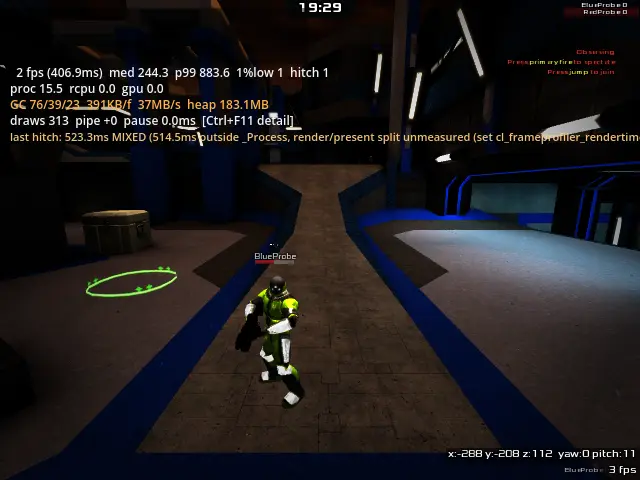 19:29
BlueProbe 0
RedProbe 0
Observing
Press primary fire to spectate
Press jump to join
2 fps (406.9ms) med 244.3 p99 883.6 1%low 1 hitch 1
proc 15.5 rcpu 0.0 gpu 0.0
GC 76/39/23 391KB/f 37MB/s heap 183.1MB
draws 313 pipe +0 pause 0.0ms [Ctrl+F11 detail]
last hitch: 523.3ms MIXED (514.5ms outside _Process, render/present split unmeasured (set cl_frameprofiler_rendertime
BlueProbe
x:-288 y:-208 z:112 yaw:0 pitch:11
BlueProbe 3 fps